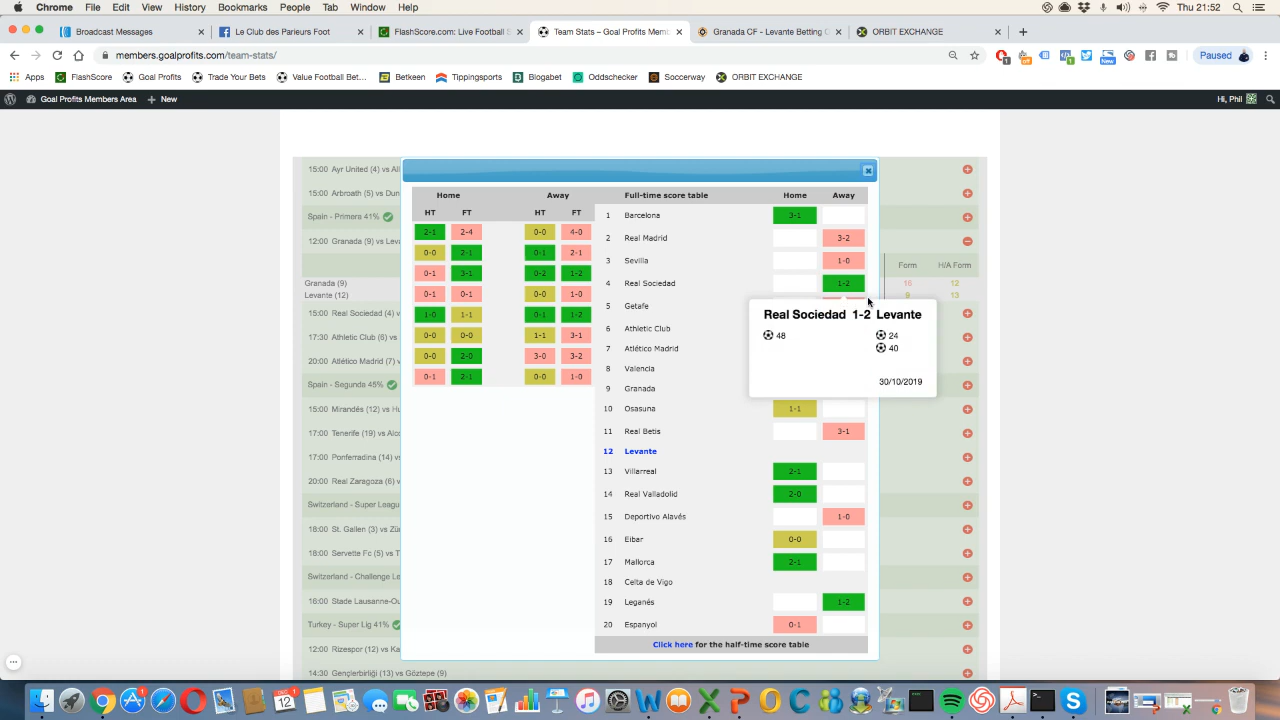 Chrome File Edit View History Bookmarks People Tab Window Help Thu 21:52
Broadcast Messages Le Club des Parieurs Foot FlashScore.com: Live Football Team Stats – Goal Profits Mem Granada CF - Levante Betting O ORBIT EXCHANGE
members.goalprofits.com/team-stats/ Paused
Apps FlashScore Goal Profits Trade Your Bets Value Football Bet... Betkeen Tippingsports Blogabet Oddschecker Soccerway ORBIT EXCHANGE
Goal Profits Members Area New Hi, Phil
15:00 Ayr United (4) vs
15:00 Arbroath (5) vs Dun
Spain - Primera 41%
12:00 Granada (9) vs
Form H/A Form
Granada (9) 16 12
Levante (12) 9 13
15:00 Real Sociedad (4)
17:30 Athletic Club (6)
20:00 Atlético Madrid (7)
Spain - Segunda 45%
15:00 Mirandés (12) vs
17:00 Tenerife (19) vs
17:00 Ponferradina (14)
20:00 Real Zaragoza (6)
Switzerland - Super Leagu
18:00 St. Gallen (3) vs
18:00 Servette Fc (5) vs
Switzerland - Challenge
16:00 Stade Lausanne-Ou
Turkey - Super Lig 41%
12:00 Rizespor (12) vs
14:30 Gençlerbirliği (13) vs Göztepe (9)
Home Away
HT FT HT FT
2-1 2-4 0-0 4-0
0-0 2-1 0-1 2-1
0-1 3-1 0-2 1-2
0-1 0-1 0-0 1-0
1-0 1-1 0-1 1-2
0-0 0-0 1-1 3-1
0-0 2-0 3-0 3-2
0-1 2-1 0-0 1-0
Full-time score table Home Away
1 Barcelona 3-1
2 Real Madrid 3-2
3 Sevilla 1-0
4 Real Sociedad 1-2
5 Getafe
6 Athletic Club
7 Atlético Madrid
8 Valencia
9 Granada
10 Osasuna 1-1
11 Real Betis 3-1
12 Levante
13 Villarreal 2-1
14 Real Valladolid 2-0
15 Deportivo Alavés 1-0
16 Eibar 0-0
17 Mallorca 2-1
18 Celta de Vigo
19 Leganés 1-2
20 Espanyol 0-1
Click here for the half-time score table
Real Sociedad 1-2 Levante
48 24
40
30/10/2019